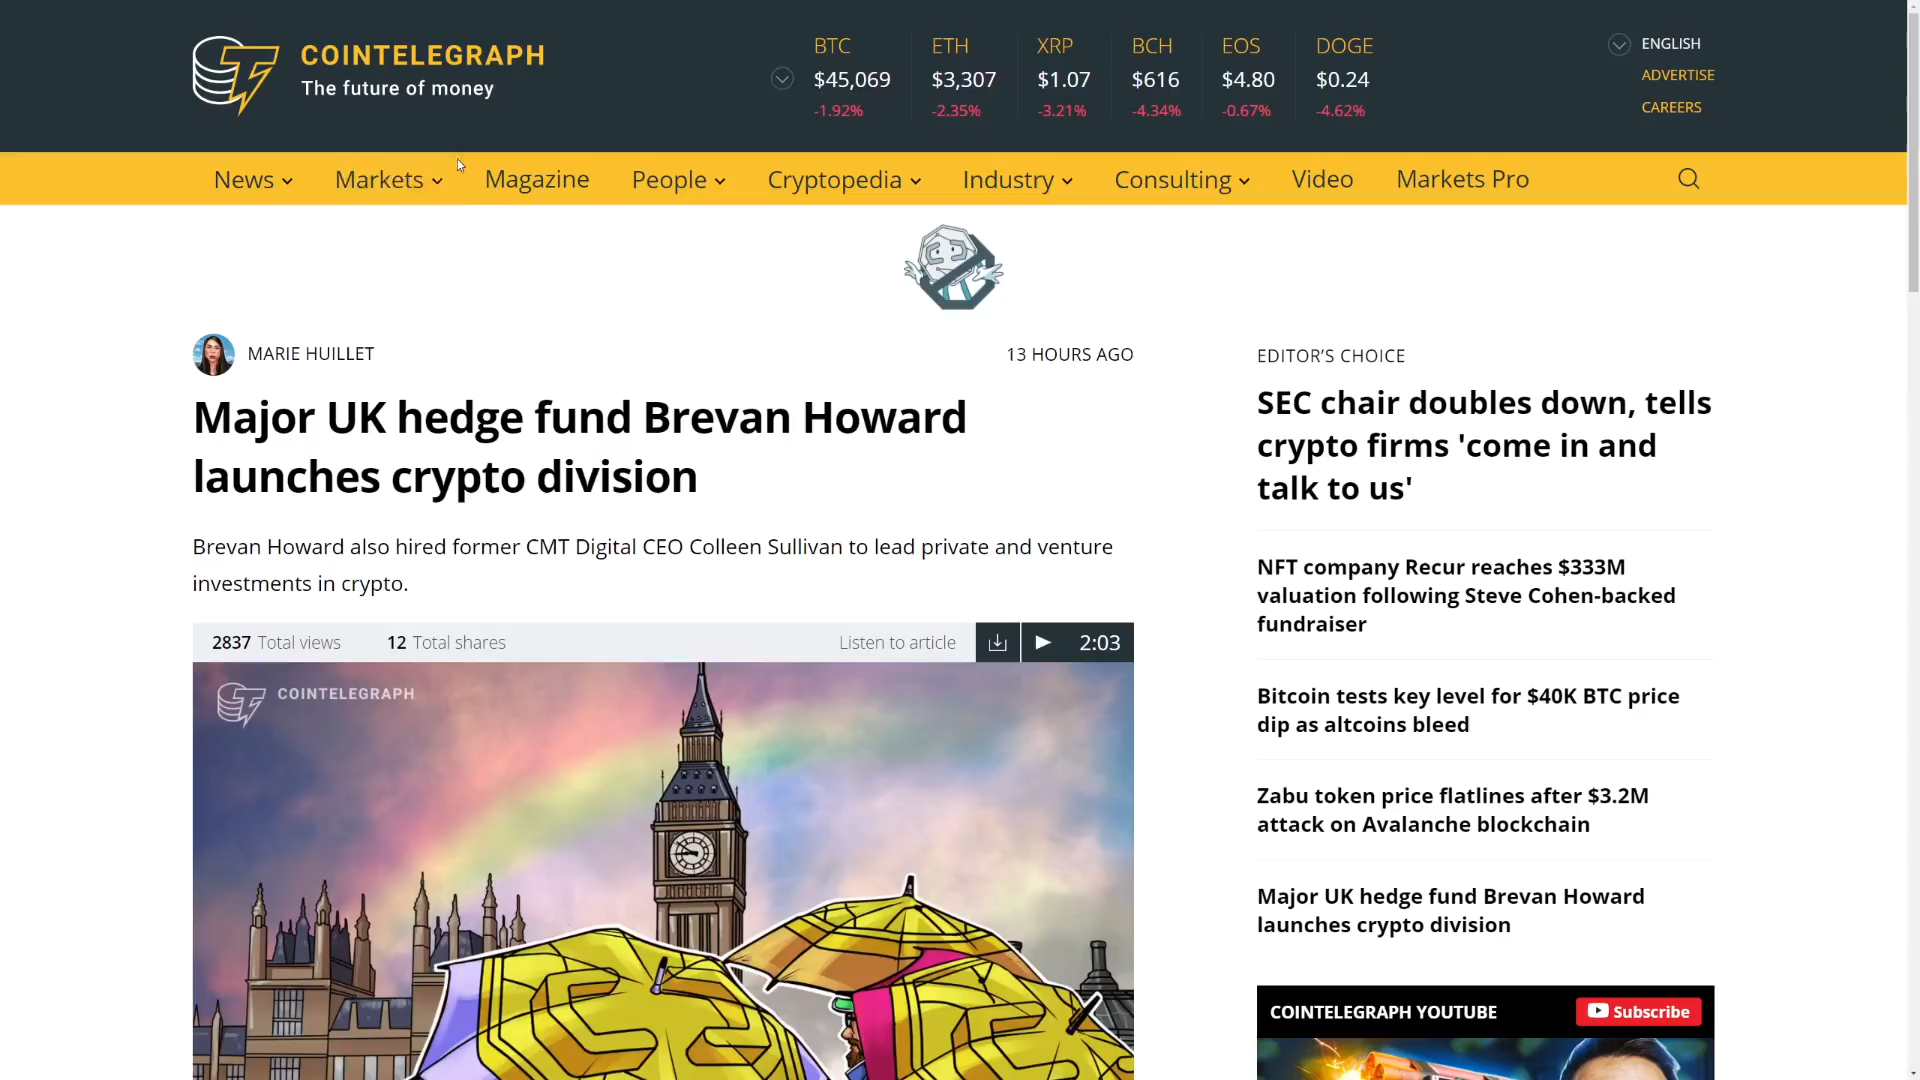 COINTELEGRAPH
The future of money
BTC
$45,069
-1.92%
ETH
$3,307
-2.35%
XRP
$1.07
-3.21%
BCH
$616
-4.34%
EOS
$4.80
-0.67%
DOGE
$0.24
-4.62%
ENGLISH
ADVERTISE
CAREERS
News Markets Magazine People Cryptopedia Industry Consulting Video Markets Pro
MARIE HUILLET
13 HOURS AGO
Major UK hedge fund Brevan Howard
launches crypto division
Brevan Howard also hired former CMT Digital CEO Colleen Sullivan to lead private and venture
investments in crypto.
2837 Total views 12 Total shares Listen to article 2:03
COINTELEGRAPH
EDITOR'S CHOICE
SEC chair doubles down, tells
crypto firms 'come in and
talk to us'
NFT company Recur reaches $333M
valuation following Steve Cohen-backed
fundraiser
Bitcoin tests key level for $40K BTC price
dip as altcoins bleed
Zabu token price flatlines after $3.2M
attack on Avalanche blockchain
Major UK hedge fund Brevan Howard
launches crypto division
COINTELEGRAPH YOUTUBE
Subscribe